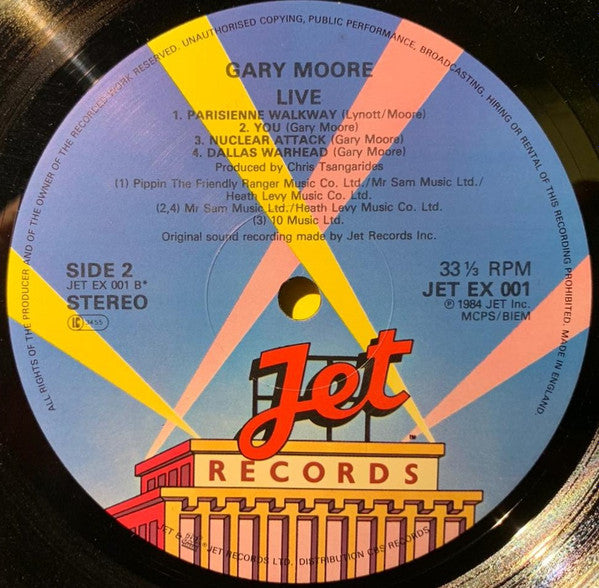 ALL RIGHTS OF THE PRODUCER AND OF THE OWNER OF THE RECORDED WORK RESERVED. UNAUTHORISED COPYING, PUBLIC PERFORMANCE, BROADCASTING, HIRING OR RENTAL OF THIS RECORDING PROHIBITED. MADE IN ENGLAND.
GARY MOORE
LIVE
1. PARISIENNE WALKWAY (Lynott/Moore)
2. YOU (Gary Moore)
3. NUCLEAR ATTACK (Gary Moore)
4. DALLAS WARHEAD (Gary Moore)
Produced by Chris Tsangarides
(1) Pippin The Friendly Ranger Music Co. Ltd./Mr Sam Music Ltd./
Heath Levy Music Co. Ltd.
(2,4) Mr Sam Music Ltd./Heath Levy Music Co. Ltd.
(3) 10 Music Ltd.
Original sound recording made by Jet Records Inc.
SIDE 2
JET EX 001 B*
STEREO
LC 3455
33 ⅓ RPM
JET EX 001
℗ 1984 JET Inc.
MCPS/BIEM
Jet
TM
RECORDS
JET & JET RECORDS LTD. DISTRIBUTION CBS RECORDS